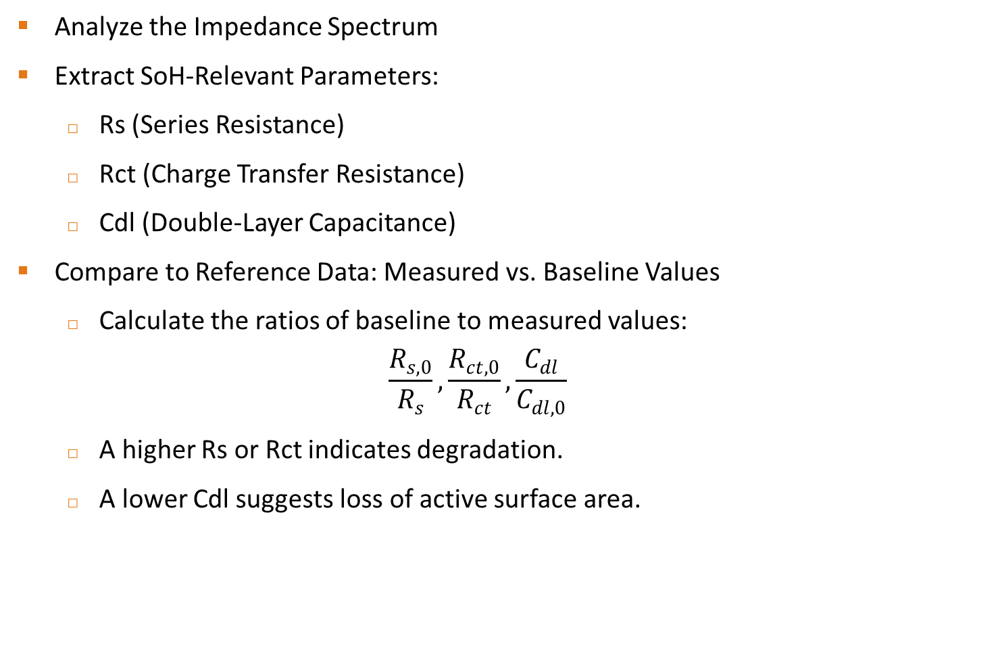 ▪ Analyze the Impedance Spectrum
▪ Extract SoH-Relevant Parameters:
□ Rs (Series Resistance)
□ Rct (Charge Transfer Resistance)
□ Cdl (Double-Layer Capacitance)
▪ Compare to Reference Data: Measured vs. Baseline Values
□ Calculate the ratios of baseline to measured values:
$\frac{R_{s,0}}{R_s}, \frac{R_{ct,0}}{R_{ct}}, \frac{C_{dl}}{C_{dl,0}}$
□ A higher Rs or Rct indicates degradation.
□ A lower Cdl suggests loss of active surface area.